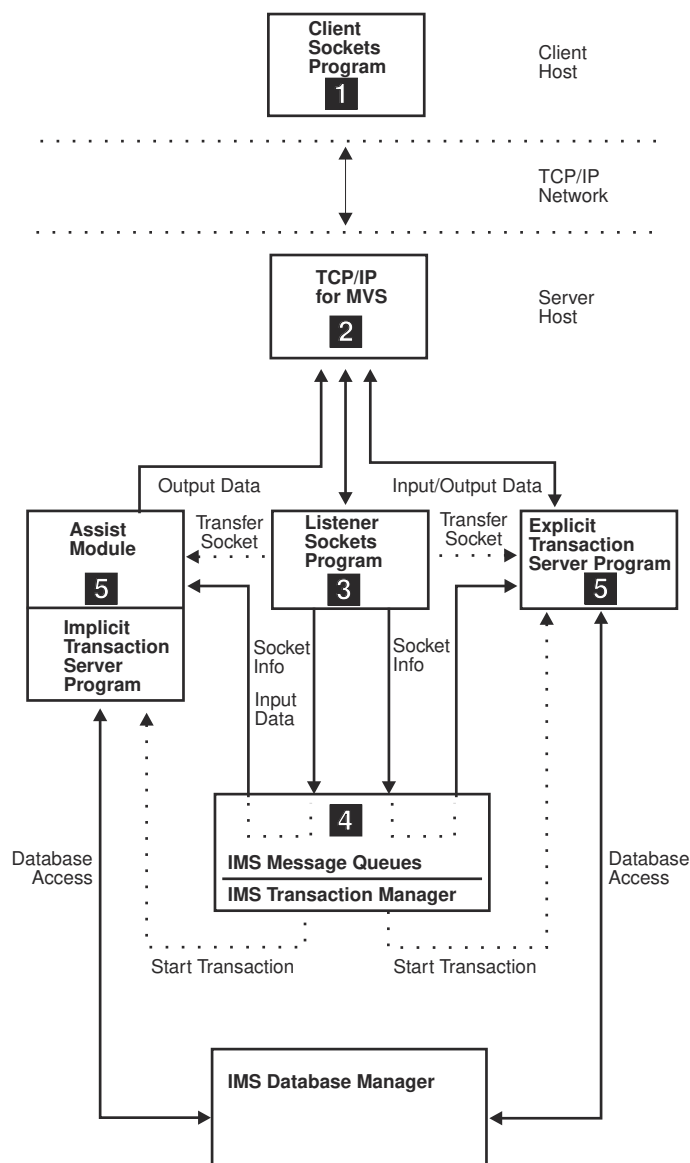 Client
Sockets
Program
1
Client
Host
TCP/IP
Network
TCP/IP
for MVS
2
Server
Host
Output Data
Input/Output Data
Assist
Module
5
Transfer
Socket
Listener
Sockets
Program
3
Transfer
Socket
Explicit
Transaction
Server Program
5
Implicit
Transaction
Server
Program
Socket
Info
Input
Data
Socket
Info
4
IMS Message Queues
IMS Transaction Manager
Database
Access
Database
Access
Start Transaction
Start Transaction
IMS Database Manager